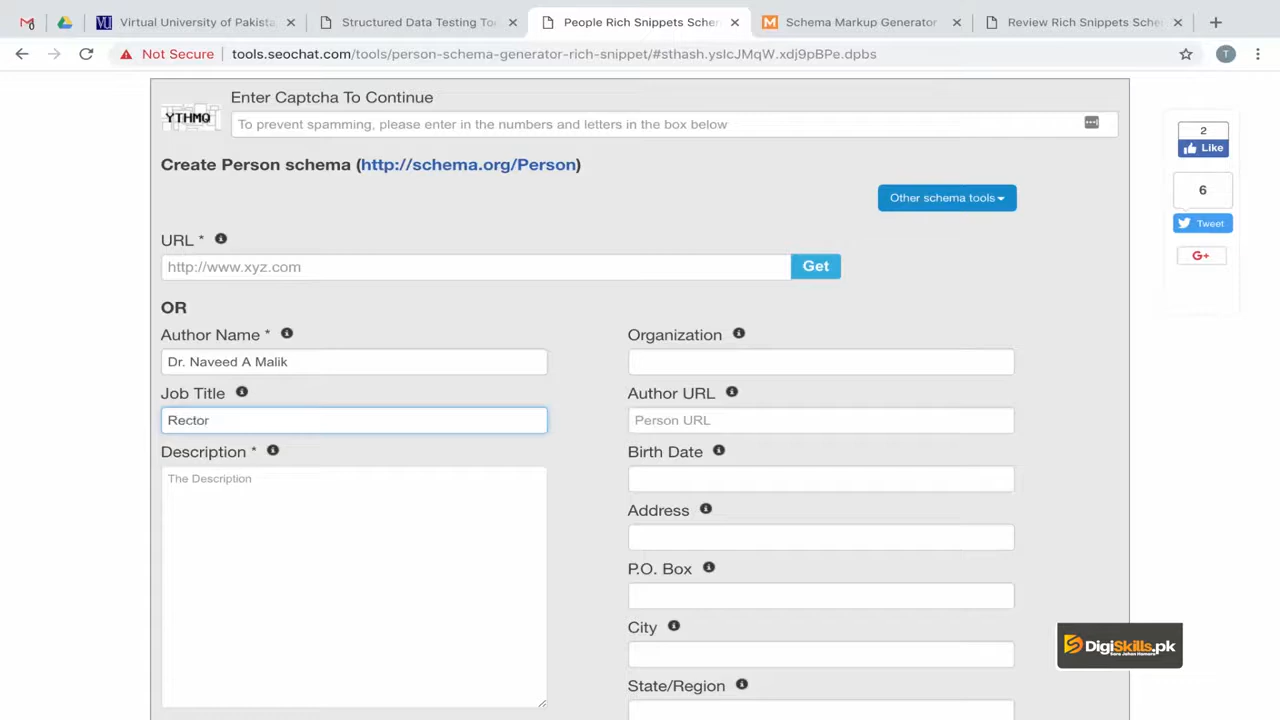 Virtual University of Pakista
Structured Data Testing Too
People Rich Snippets Schem
Schema Markup Generator
Review Rich Snippets Sche
Not Secure
tools.seochat.com/tools/person-schema-generator-rich-snippet/#sthash.yslcJMqW.xdj9pBPe.dpbs
T
YTHMQ
Enter Captcha To Continue
To prevent spamming, please enter in the numbers and letters in the box below
Create Person schema (http://schema.org/Person)
Other schema tools
URL *
http://www.xyz.com
Get
OR
Author Name *
Dr. Naveed A Malik
Job Title
Rector
Description *
The Description
Organization
Author URL
Person URL
Birth Date
Address
P.O. Box
City
State/Region
2
Like
6
Tweet
G+
DigiSkills.pk